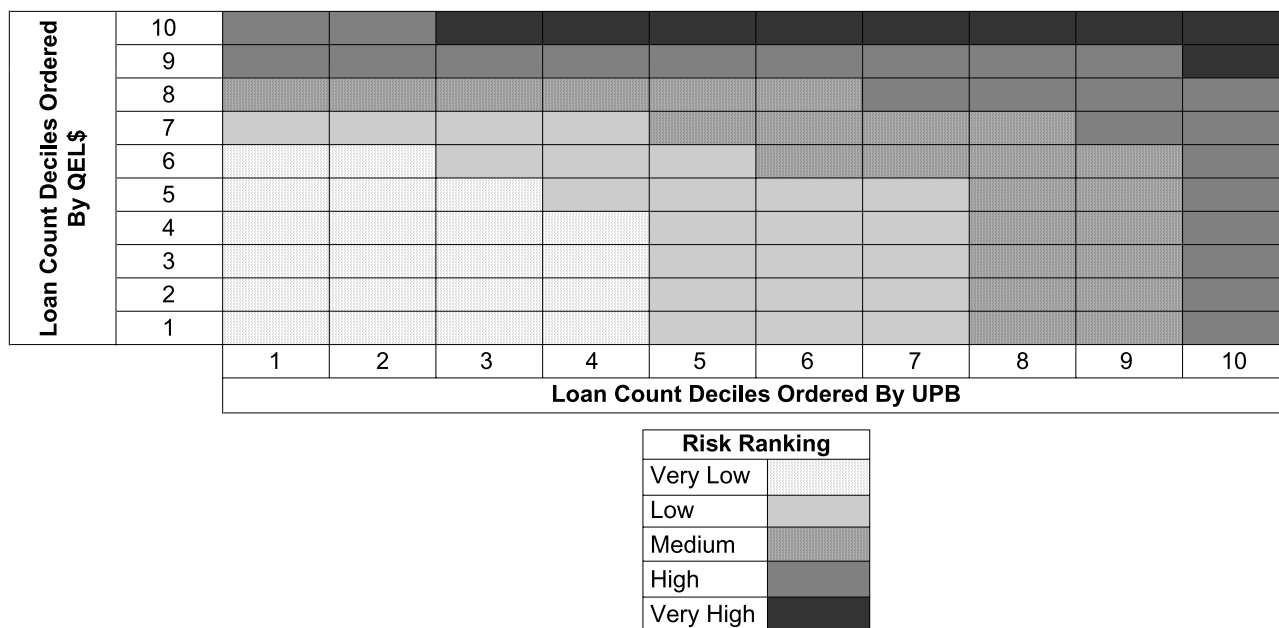 Loan Count Deciles Ordered
By QEL$
10
9
8
7
6
5
4
3
2
1
1 2 3 4 5 6 7 8 9 10
Loan Count Deciles Ordered By UPB
Risk Ranking
Very Low
Low
Medium
High
Very High